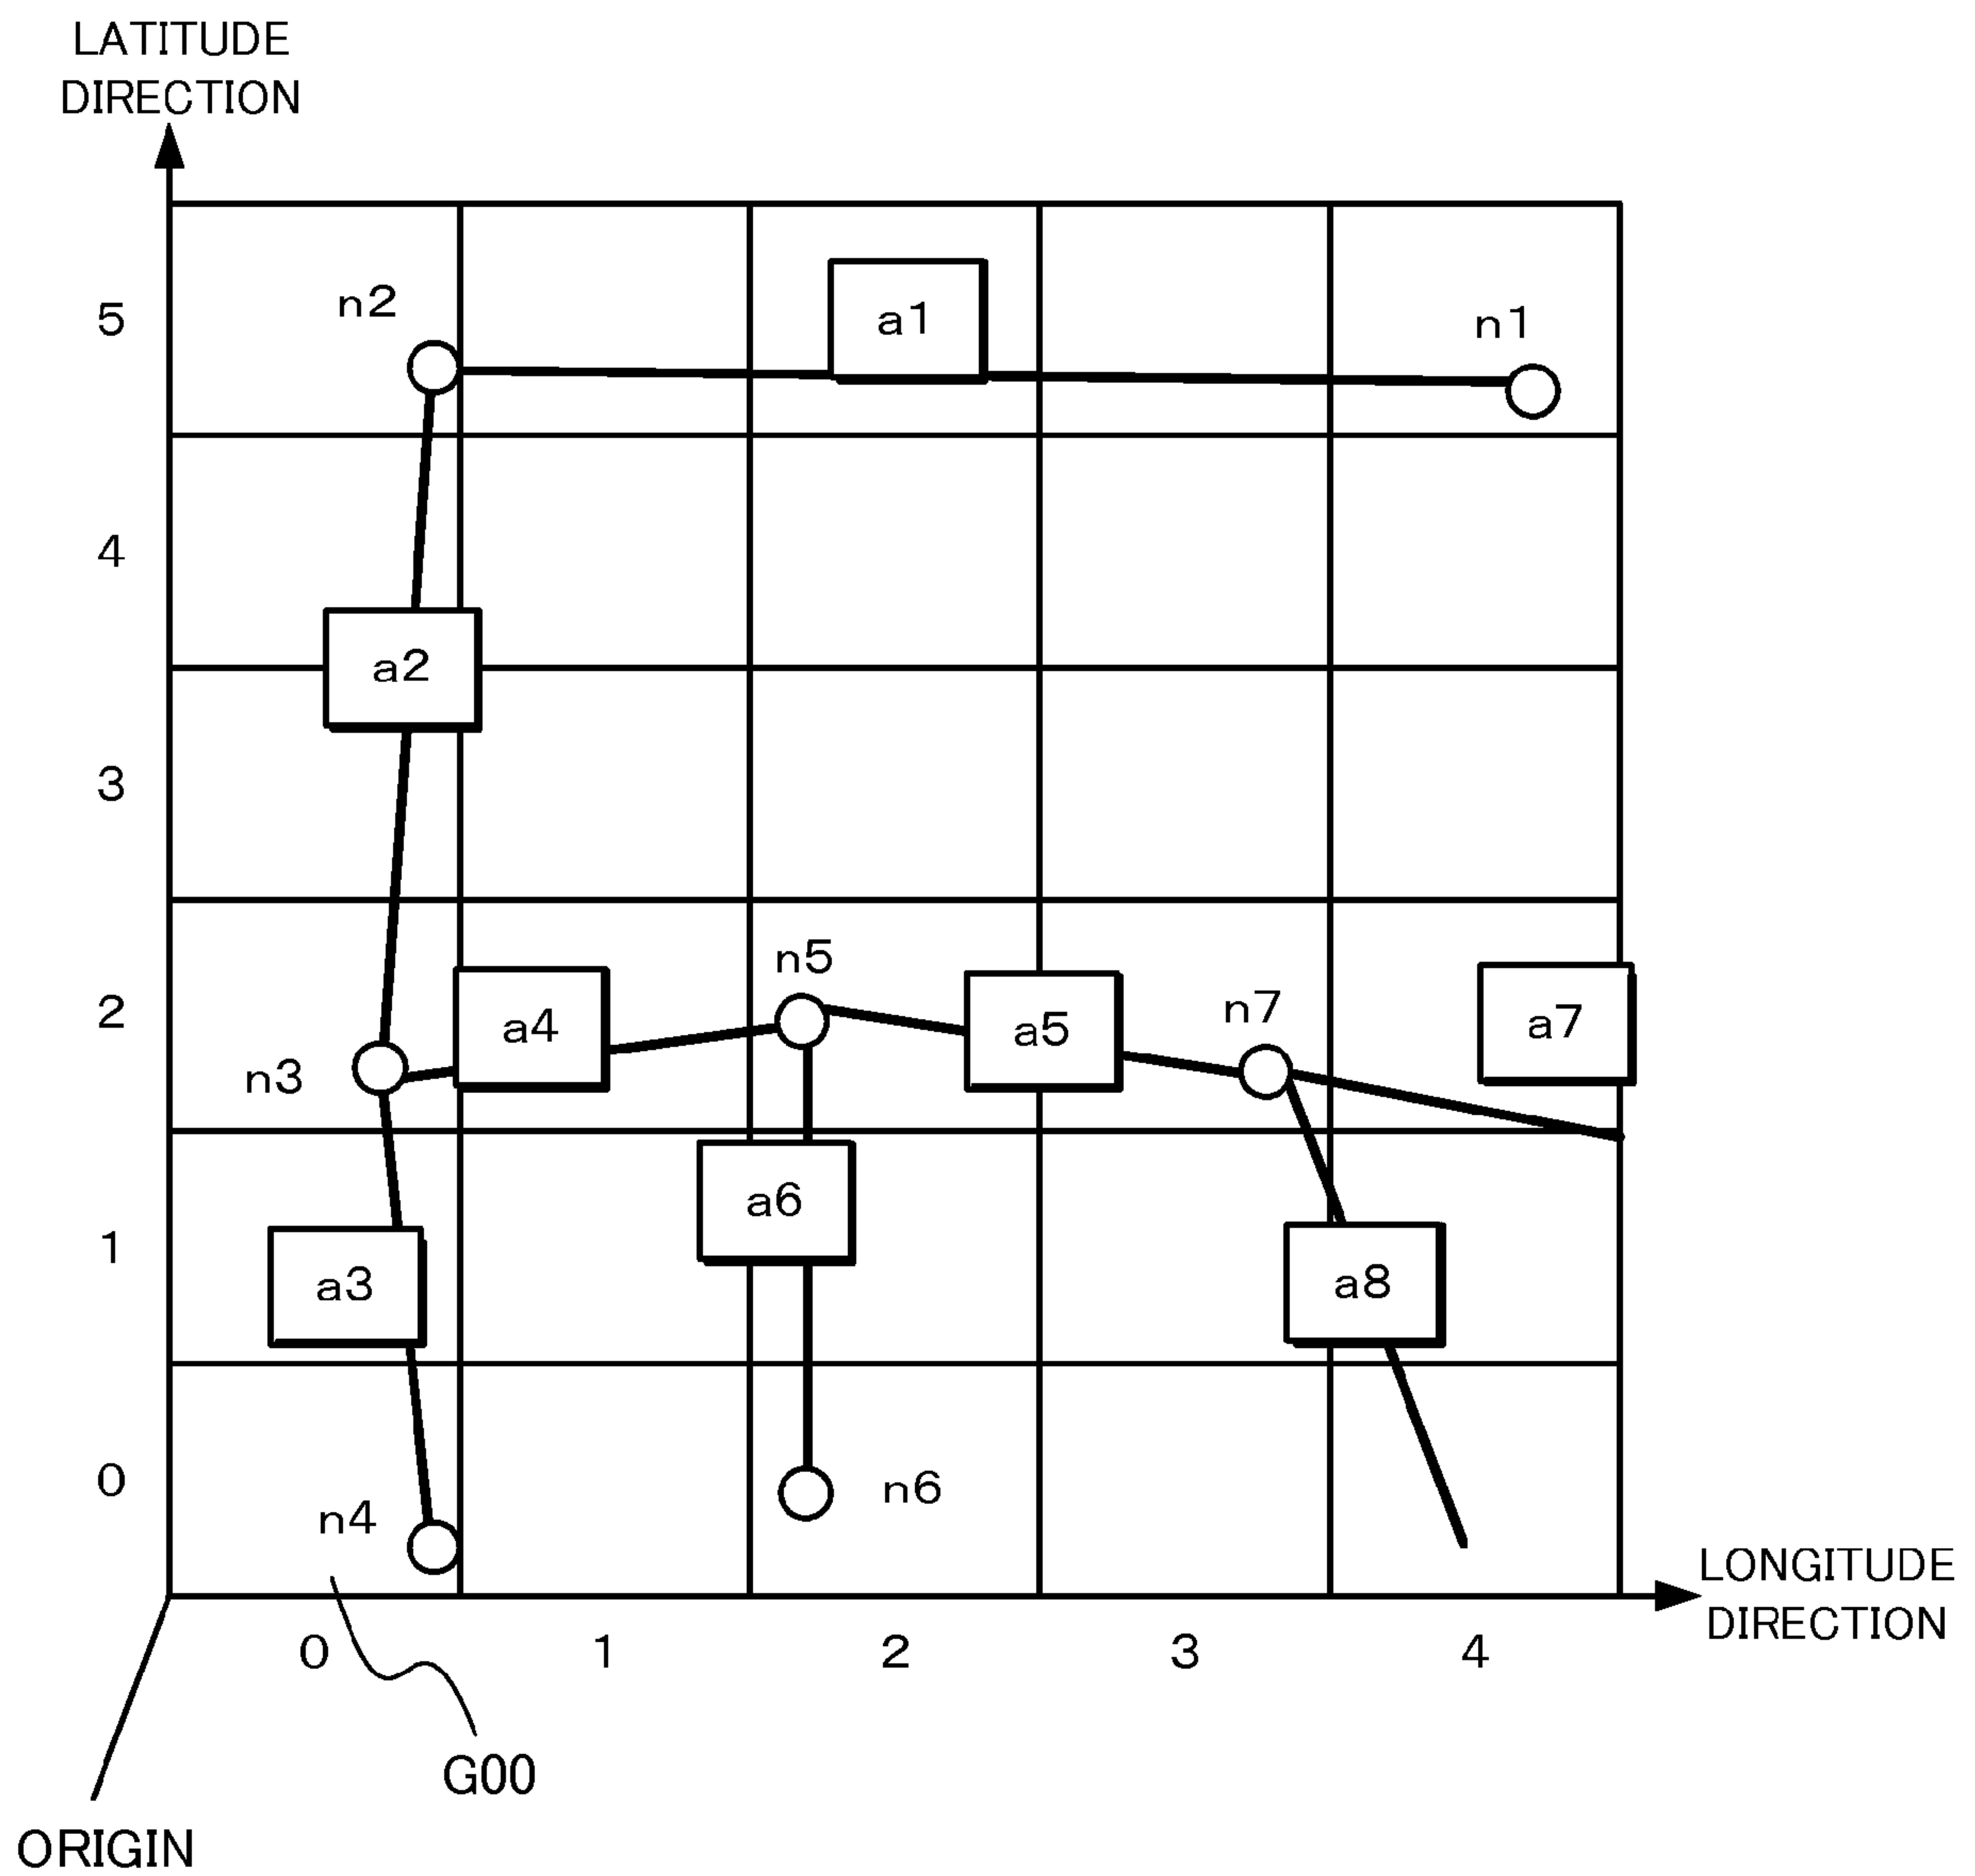 LATITUDE
DIRECTION
n2
a1
n1
5
4
a2
3
n5
a4
a5
n7
a7
2
n3
a6
1
a3
a8
0
n4
n6
LONGITUDE
DIRECTION
0
1
2
3
4
G00
ORIGIN